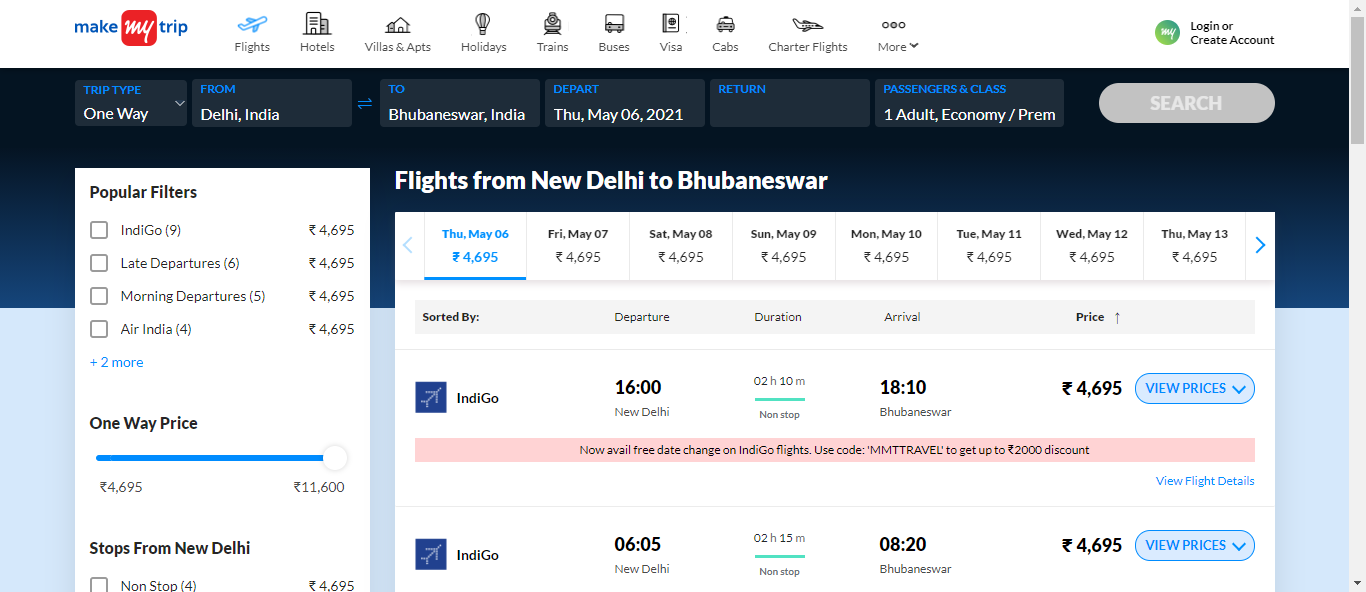 make my trip
Flights
Hotels
Villas & Apts
Holidays
Trains
Buses
Visa
Cabs
Charter Flights
More
my
Login or
Create Account
TRIP TYPE
One Way
FROM
Delhi, India
TO
Bhubaneswar, India
DEPART
Thu, May 06, 2021
RETURN
PASSENGERS & CLASS
1 Adult, Economy / Prem
SEARCH
Popular Filters
IndiGo (9) ₹ 4,695
Late Departures (6) ₹ 4,695
Morning Departures (5) ₹ 4,695
Air India (4) ₹ 4,695
+ 2 more
One Way Price
₹4,695 ₹11,600
Stops From New Delhi
Non Stop (4) ₹ 4,695
Flights from New Delhi to Bhubaneswar
Thu, May 06
₹ 4,695
Fri, May 07
₹ 4,695
Sat, May 08
₹ 4,695
Sun, May 09
₹ 4,695
Mon, May 10
₹ 4,695
Tue, May 11
₹ 4,695
Wed, May 12
₹ 4,695
Thu, May 13
₹ 4,695
Sorted By: Departure Duration Arrival Price ↑
IndiGo
16:00
New Delhi
02 h 10 m
Non stop
18:10
Bhubaneswar
₹ 4,695
VIEW PRICES
Now avail free date change on IndiGo flights. Use code: 'MMTTRAVEL' to get up to ₹2000 discount
View Flight Details
IndiGo
06:05
New Delhi
02 h 15 m
Non stop
08:20
Bhubaneswar
₹ 4,695
VIEW PRICES